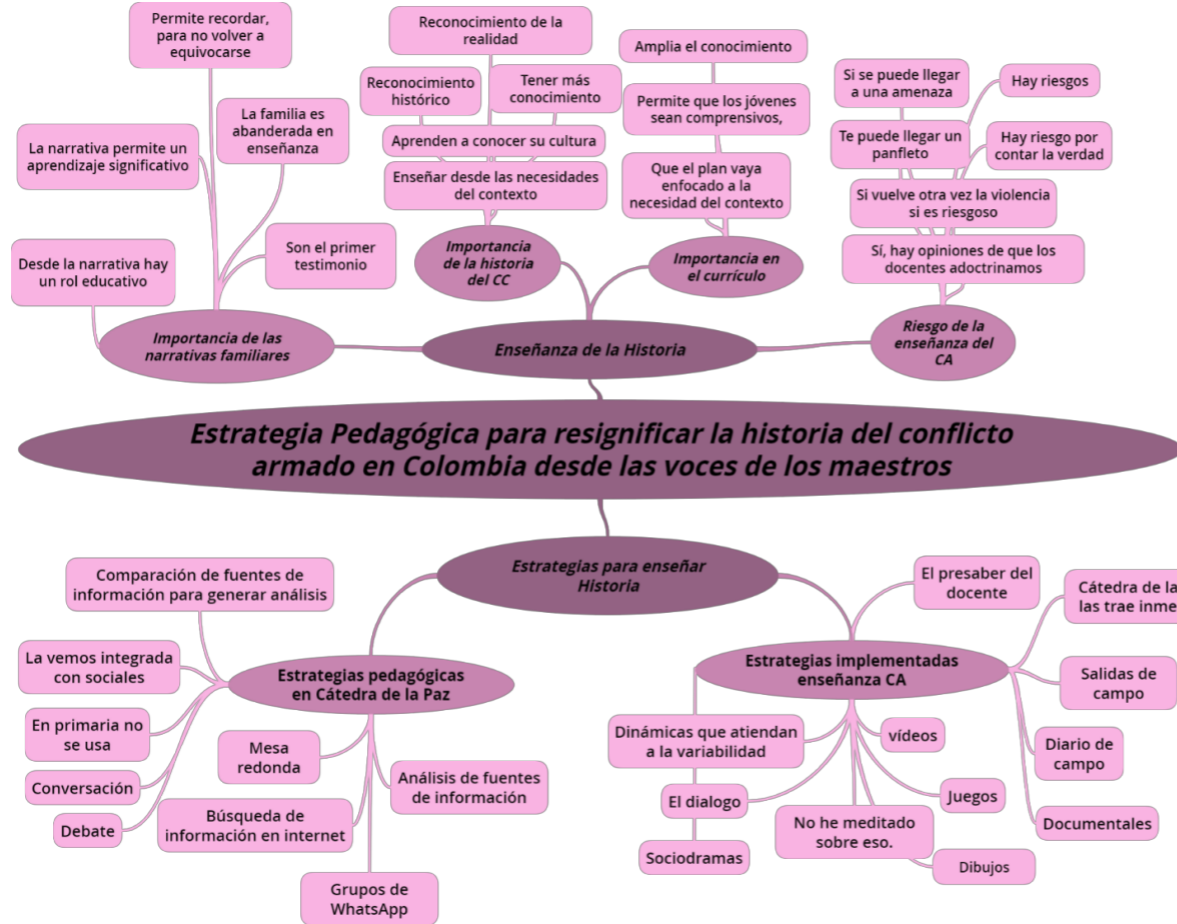 Permite recordar,
para no volver a
equivocarse
La narrativa permite un
aprendizaje significativo
La familia es
abanderada en
enseñanza
Desde la narrativa hay
un rol educativo
Son el primer
testimonio
Importancia de las
narrativas familiares
Reconocimiento de la
realidad
Reconocimiento
histórico
Tener más
conocimiento
Aprenden a conocer su cultura
Enseñar desde las necesidades
del contexto
Importancia
de la historia
del CC
Amplia el conocimiento
Permite que los jóvenes
sean comprensivos,
Que el plan vaya
enfocado a la
necesidad del contexto
Importancia en
el currículo
Si se puede llegar
a una amenaza
Hay riesgos
Te puede llegar un
panfleto
Hay riesgo por
contar la verdad
Si vuelve otra vez la violencia
si es riesgoso
Sí, hay opiniones de que los
docentes adoctrinamos
Riesgo de la
enseñanza del
CA
Enseñanza de la Historia
Estrategia Pedagógica para resignificar la historia del conflicto
armado en Colombia desde las voces de los maestros
Estrategias para enseñar
Historia
Comparación de fuentes de
información para generar análisis
La vemos integrada
con sociales
En primaria no
se usa
Conversación
Debate
Estrategias pedagógicas
en Cátedra de la Paz
Mesa
redonda
Búsqueda de
información en internet
Análisis de fuentes
de información
Grupos de
WhatsApp
El presaber del
docente
Cátedra de la
las trae inme
Estrategias implementadas
enseñanza CA
Salidas de
campo
Dinámicas que atiendan
a la variabilidad
vídeos
Diario de
campo
El dialogo
Juegos
No he meditado
sobre eso.
Documentales
Sociodramas
Dibujos